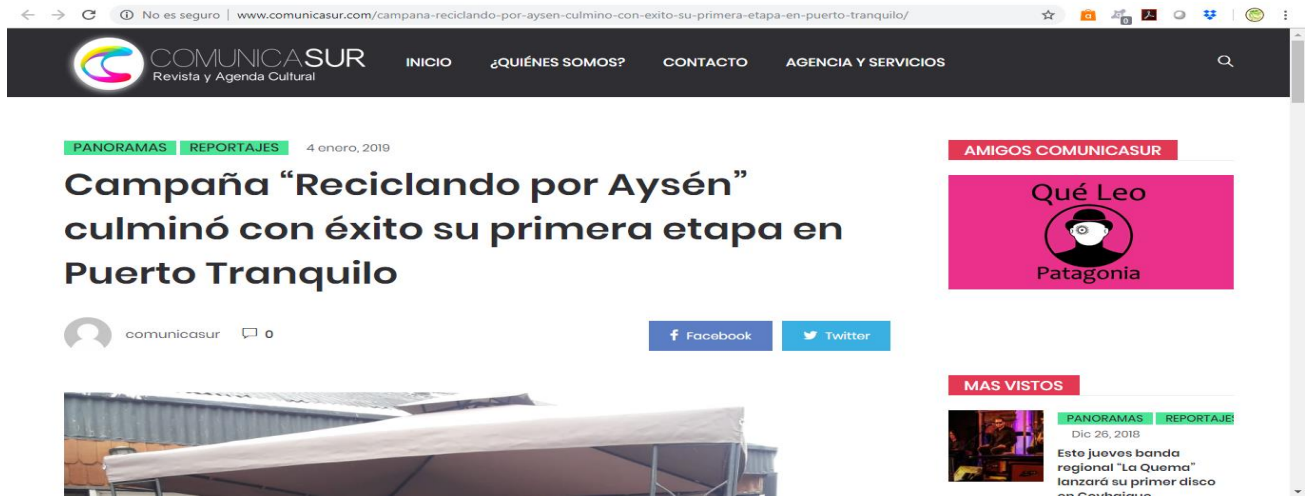 No es seguro | www.comunicasur.com/campana-reciclando-por-aysen-culmino-con-exito-su-primera-etapa-en-puerto-tranquilo/
COMUNICASUR
Revista y Agenda Cultural
INICIO ¿QUIÉNES SOMOS? CONTACTO AGENCIA Y SERVICIOS
PANORAMAS REPORTAJES 4 enero, 2019
Campaña “Reciclando por Aysén”
culminó con éxito su primera etapa en
Puerto Tranquilo
comunicasur 0
Facebook Twitter
AMIGOS COMUNICASUR
Qué Leo
Patagonia
MAS VISTOS
PANORAMAS REPORTAJES
Dic 26, 2018
Este jueves banda
regional “La Quema”
lanzará su primer disco
en Coyhaique